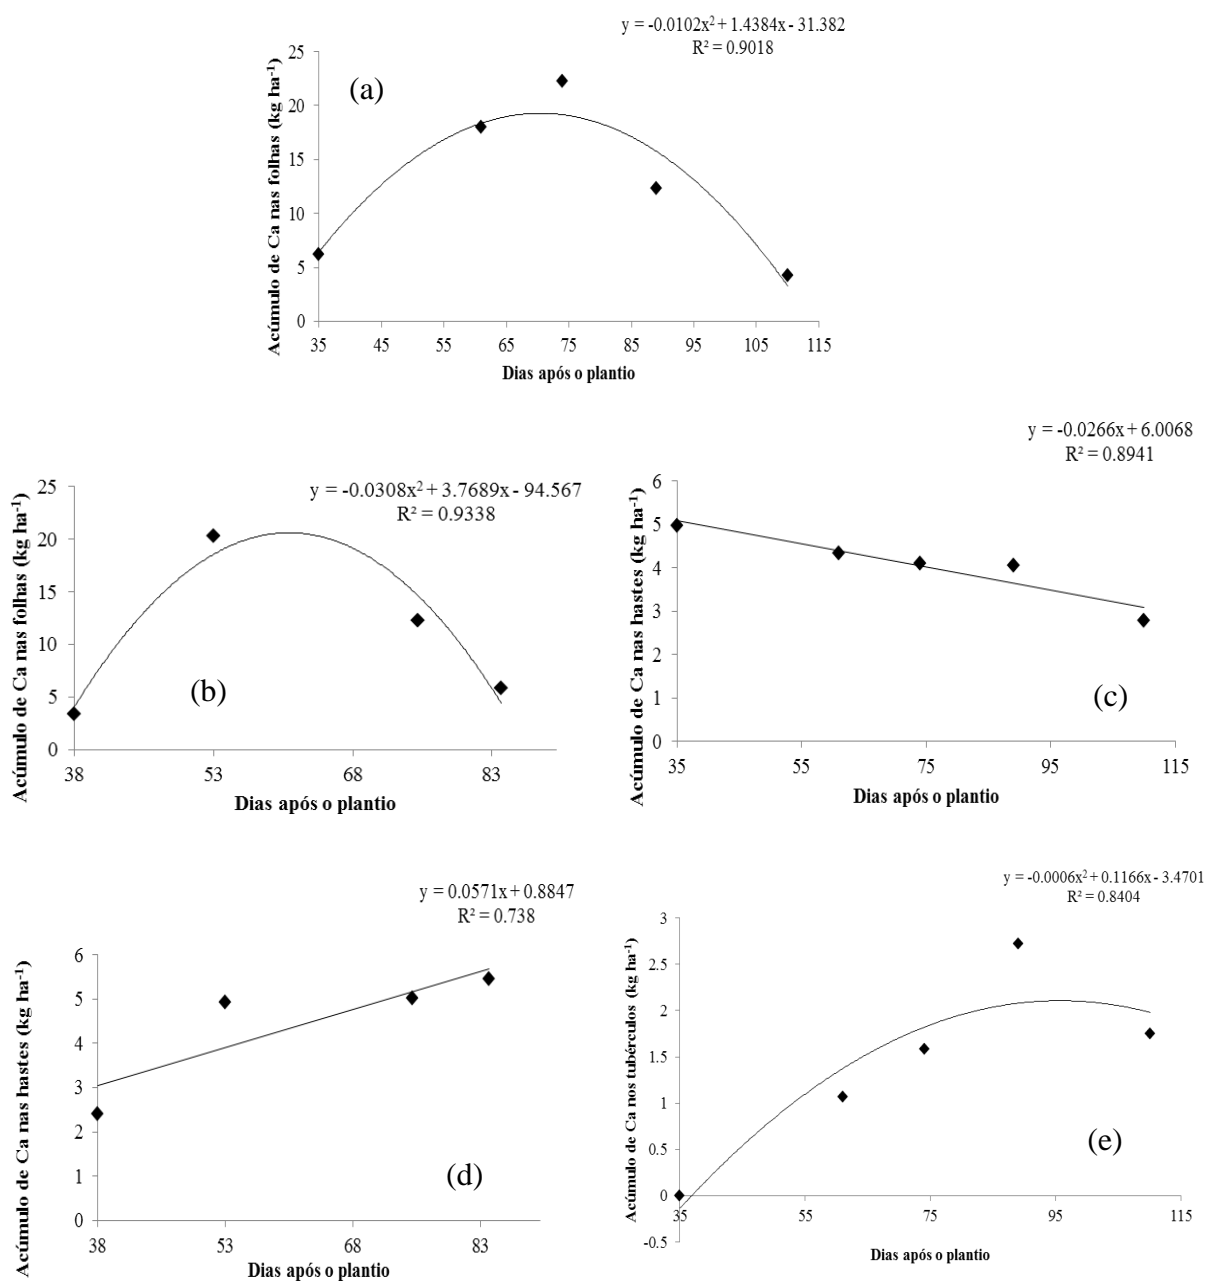 y = -0.0102x² + 1.4384x - 31.382
R² = 0.9018
(a)
Acúmulo de Ca nas folhas (kg ha⁻¹)
25
20
15
10
5
0
35 45 55 65 75 85 95 105 115
Dias após o plantio
y = -0.0308x² + 3.7689x - 94.567
R² = 0.9338
(b)
Acúmulo de Ca nas folhas (kg ha⁻¹)
25
20
15
10
5
0
38 53 68 83
Dias após o plantio
y = -0.0266x + 6.0068
R² = 0.8941
(c)
Acúmulo de Ca nas hastes (kg ha⁻¹)
6
5
4
3
2
1
0
35 55 75 95 115
Dias após o plantio
y = 0.0571x + 0.8847
R² = 0.738
(d)
Acúmulo de Ca nas hastes (kg ha⁻¹)
6
5
4
3
2
1
0
38 53 68 83
Dias após o plantio
y = -0.0006x² + 0.1166x - 3.4701
R² = 0.8404
(e)
Acúmulo de Ca nos tubérculos (kg ha⁻¹)
3
2.5
2
1.5
1
0.5
0
-0.5
35 55 75 95 115
Dias após o plantio